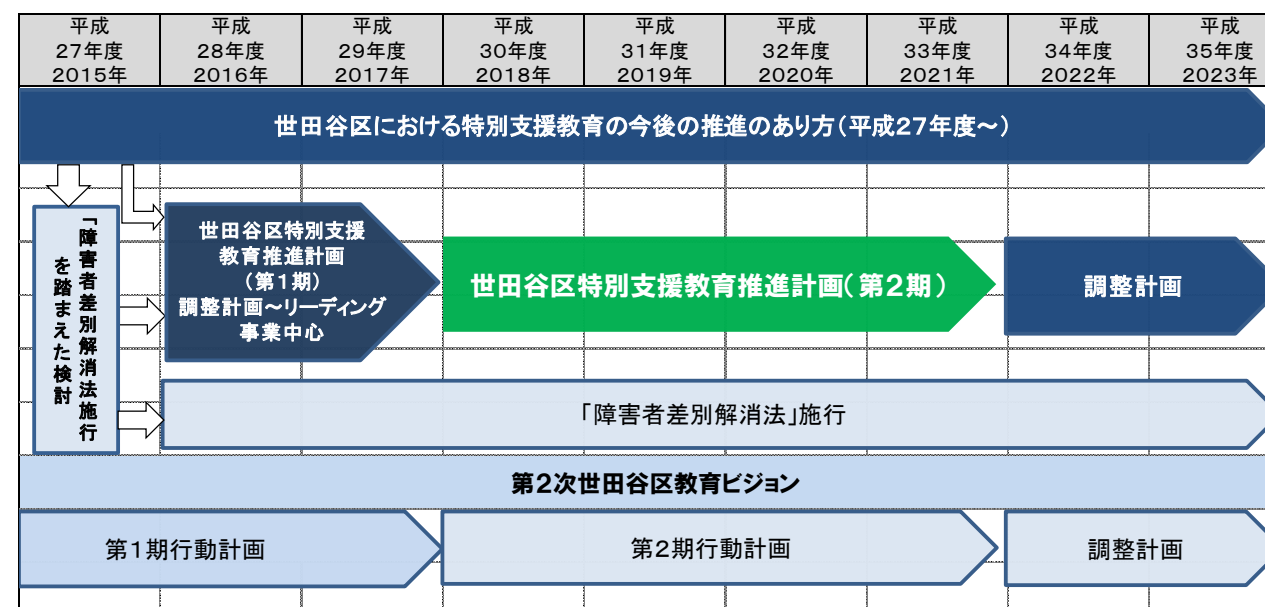 平成
27年度
2015年
平成
28年度
2016年
平成
29年度
2017年
平成
30年度
2018年
平成
31年度
2019年
平成
32年度
2020年
平成
33年度
2021年
平成
34年度
2022年
平成
35年度
2023年
世田谷区における特別支援教育の今後の推進のあり方（平成27年度～）
「障害者差別解消法施行
を踏まえた検討
世田谷区特別支援
教育推進計画
（第1期）
調整計画～リーディング
事業中心
世田谷区特別支援教育推進計画（第2期）
調整計画
「障害者差別解消法」施行
第2次世田谷区教育ビジョン
第1期行動計画
第2期行動計画
調整計画